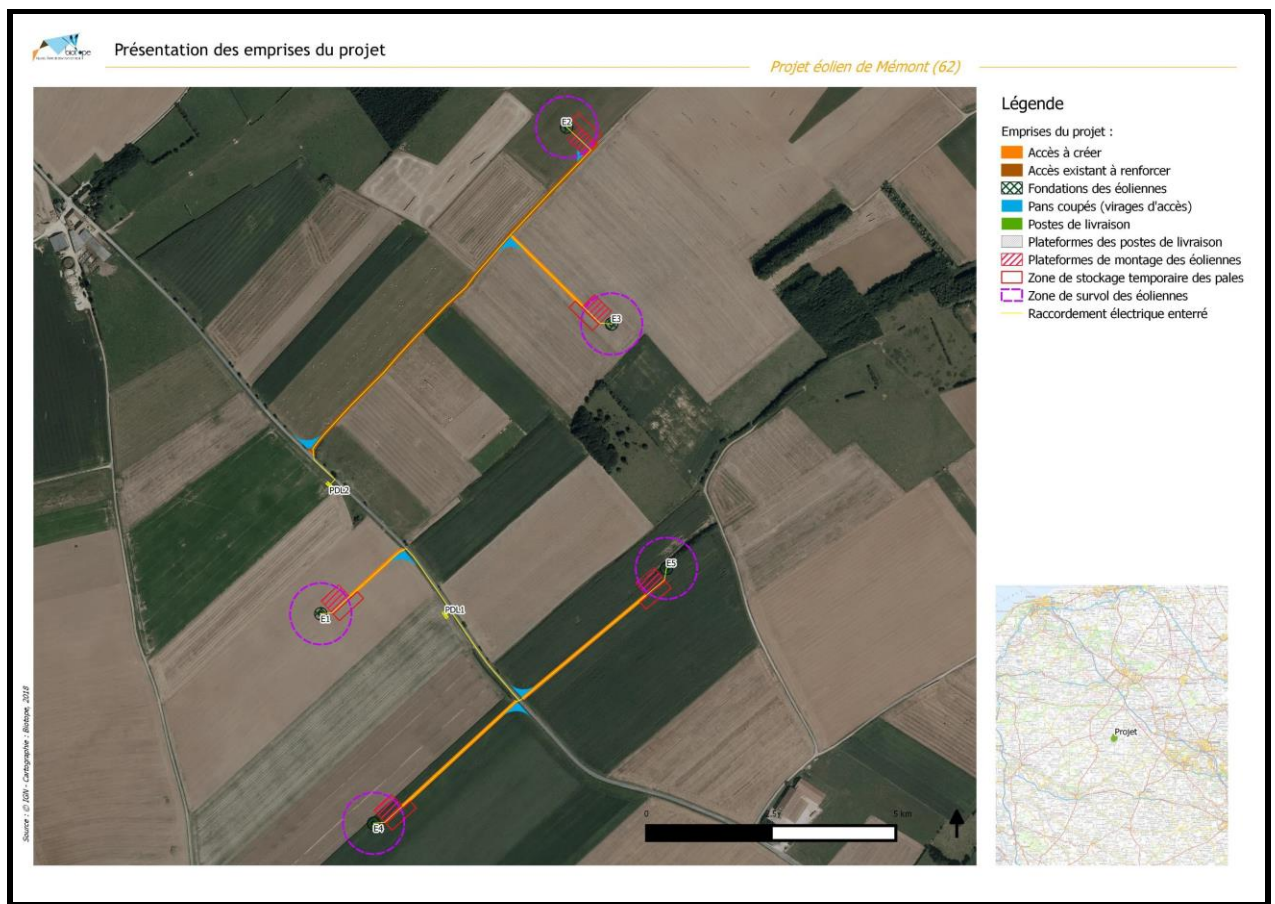 biotope
Présentation des emprises du projet
Projet éolien de Mémont (62)
Légende
Emprises du projet :
Accès à créer
Accès existant à renforcer
Fondations des éoliennes
Pans coupés (virages d'accès)
Postes de livraison
Plateformes des postes de livraison
Plateformes de montage des éoliennes
Zone de stockage temporaire des pales
Zone de survol des éoliennes
Raccordement électrique enterré
E2
E3
PDL2
E5
PDL1
E1
E4
0
5 km
Projet
Source : © IGN - Cartographie : Biotope, 2018